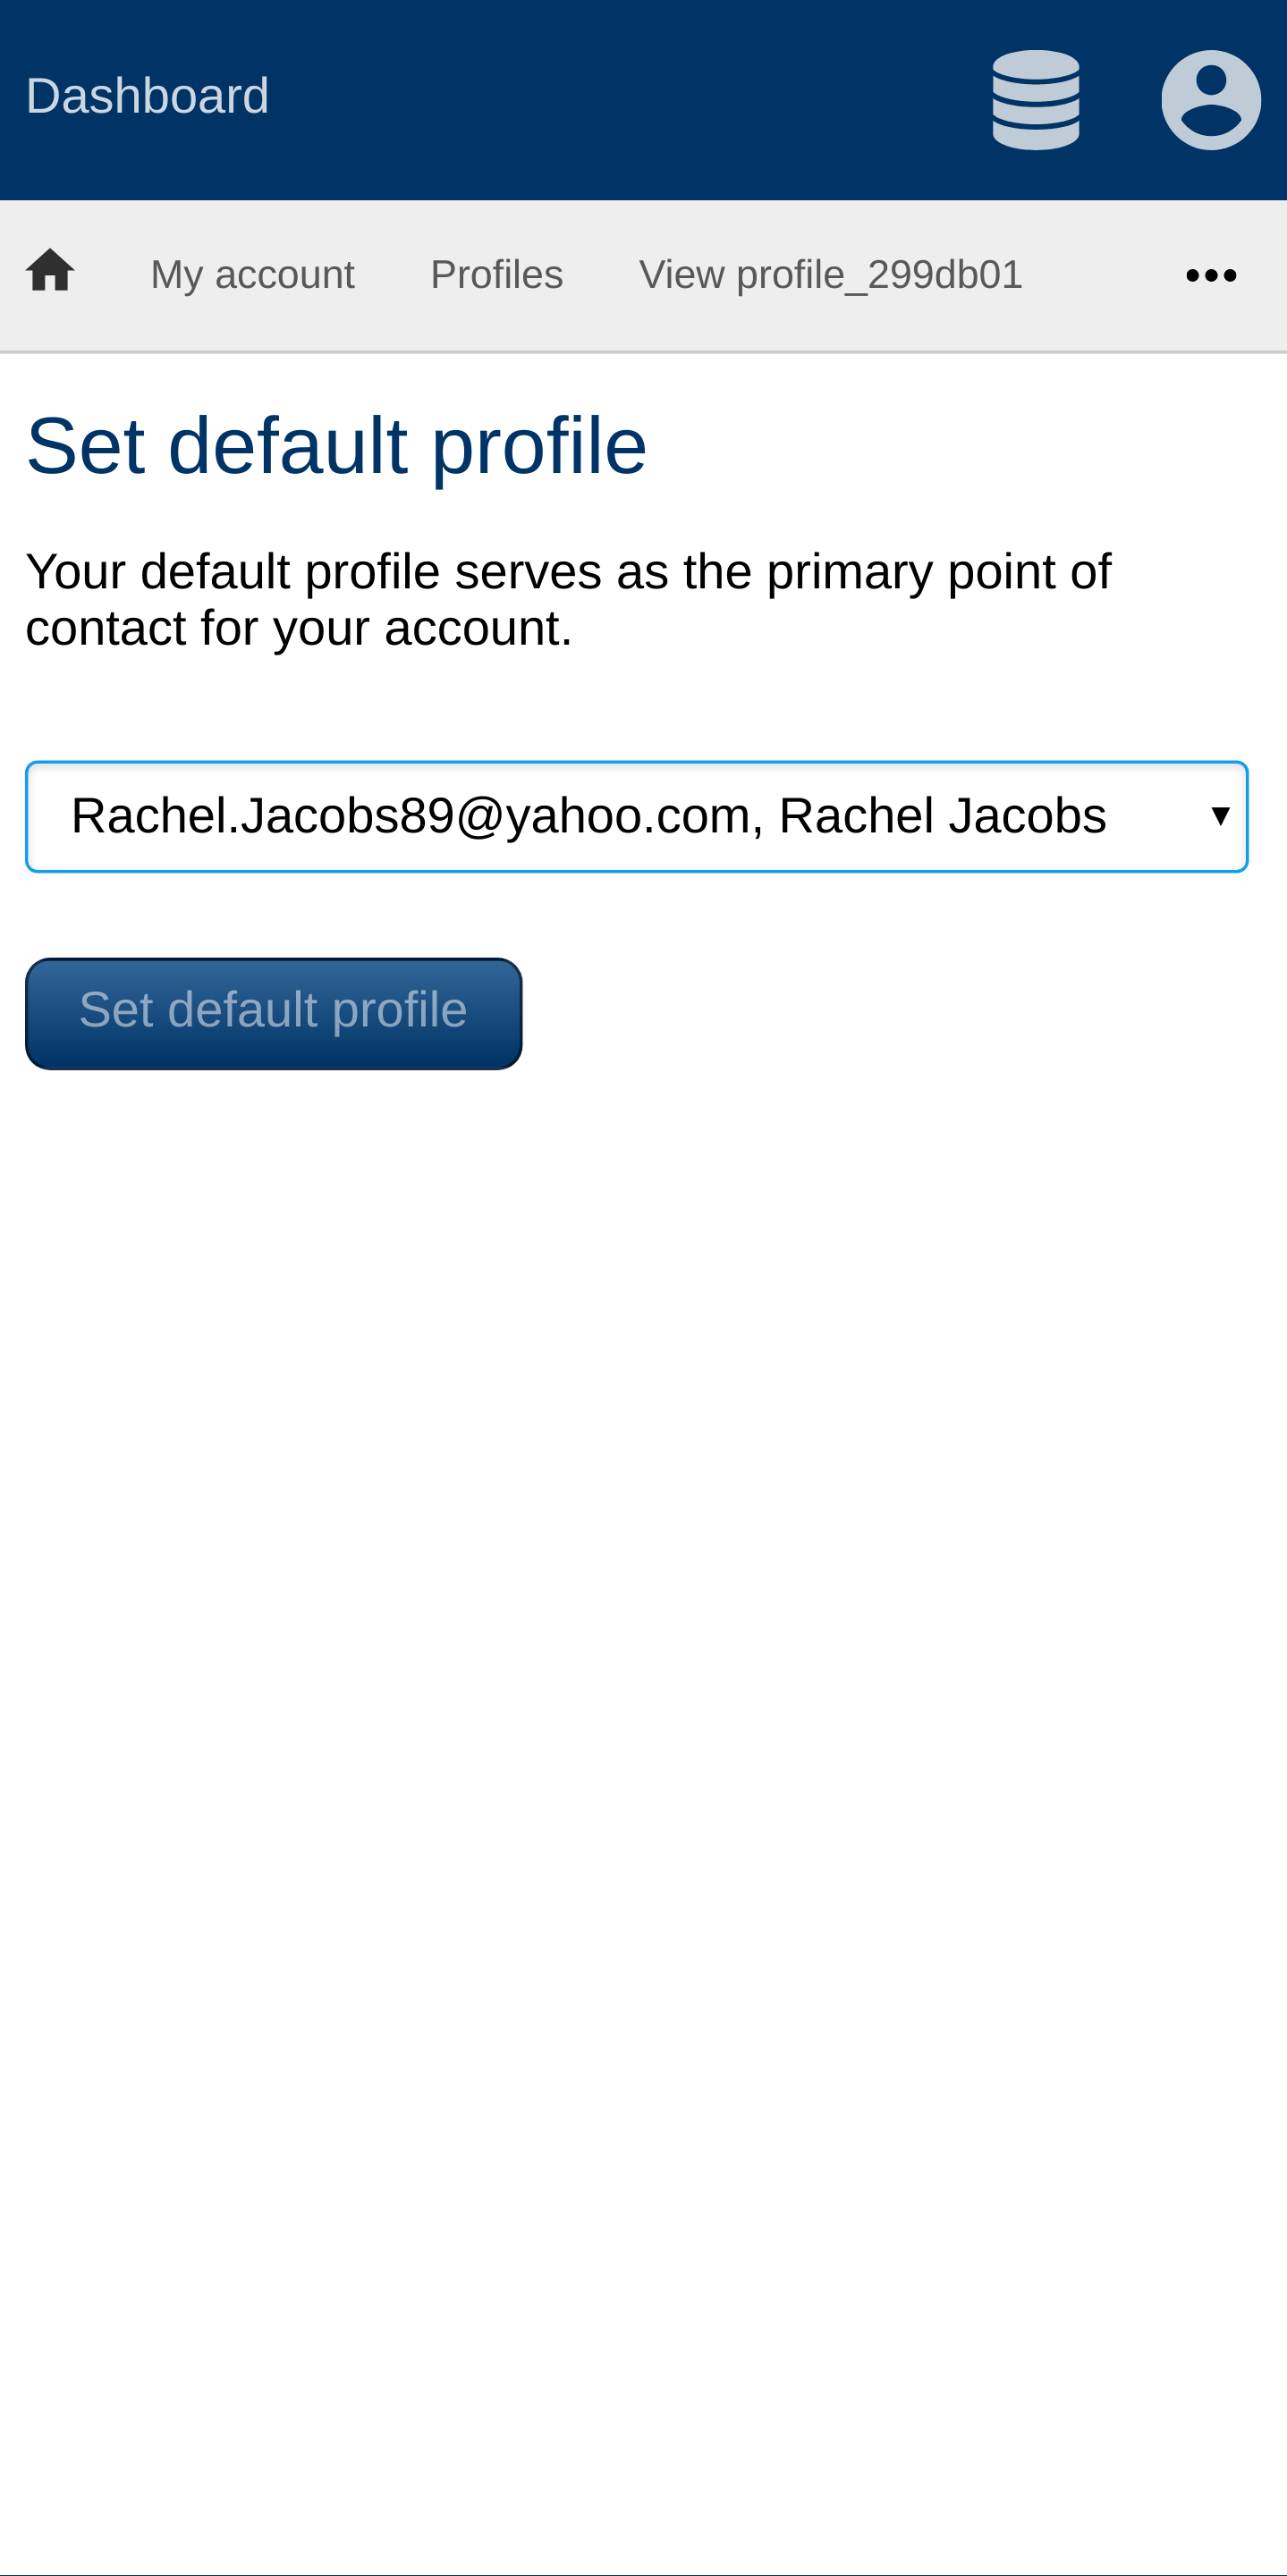 Dashboard
My account Profiles View profile_299db01
Set default profile
Your default profile serves as the primary point of
contact for your account.
Rachel.Jacobs89@yahoo.com, Rachel Jacobs
Set default profile